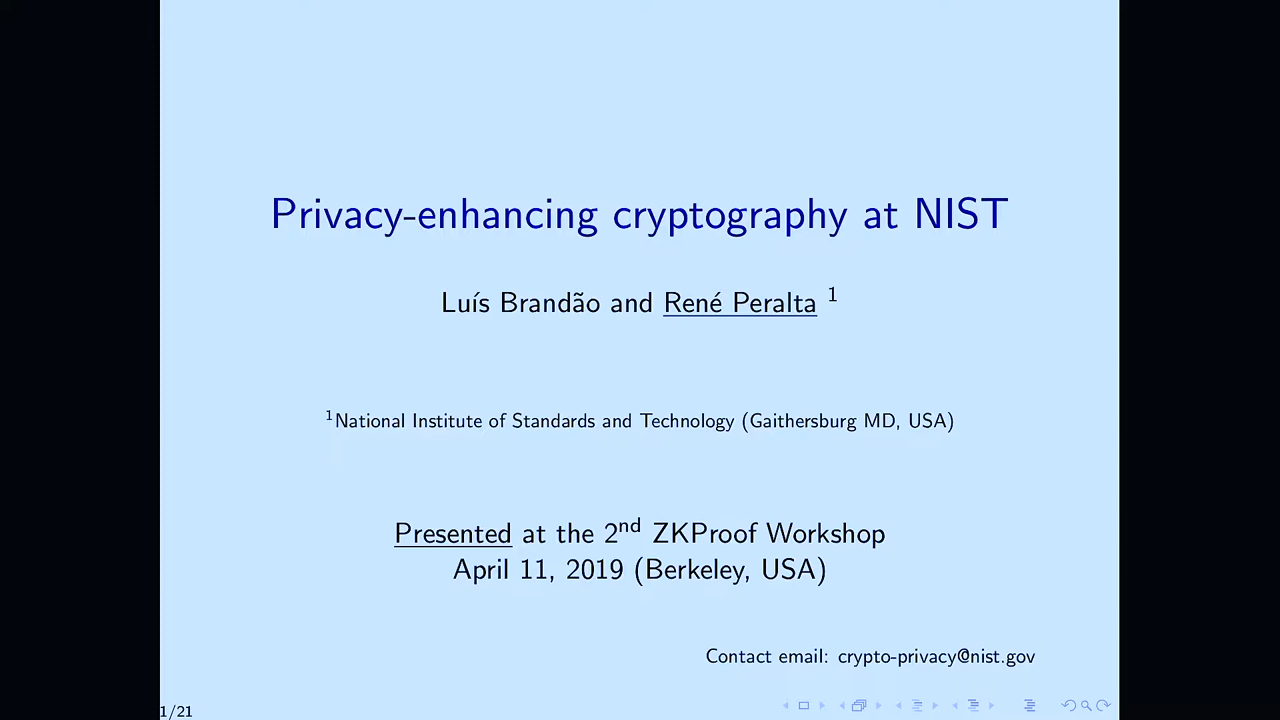 Privacy-enhancing cryptography at NIST
Luís Brandão and René Peralta ¹
¹National Institute of Standards and Technology (Gaithersburg MD, USA)
Presented at the 2nd ZKProof Workshop
April 11, 2019 (Berkeley, USA)
Contact email: crypto-privacy@nist.gov
1/21